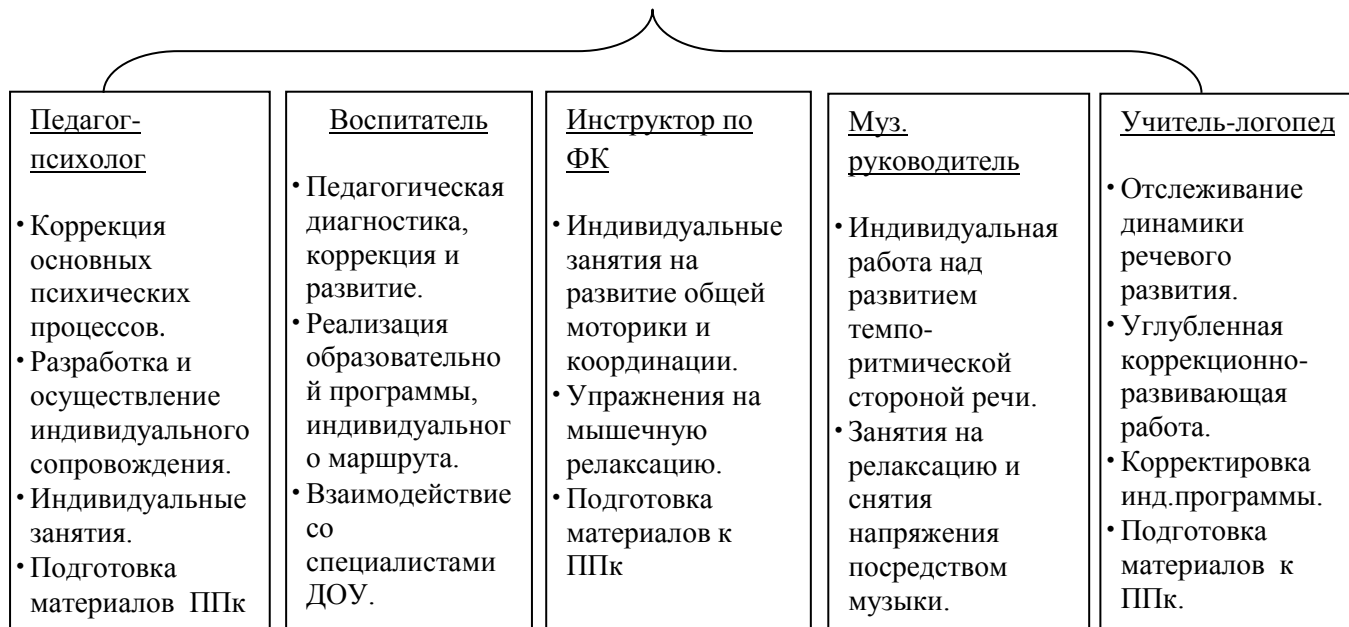 Педагог-
психолог
• Коррекция
основных
психических
процессов.
• Разработка и
осуществление
индивидуального
сопровождения.
• Индивидуальные
занятия.
• Подготовка
материалов ППк
Воспитатель
• Педагогическая
диагностика,
коррекция и
развитие.
• Реализация
образовательно
й программы,
индивидуальног
о маршрута.
• Взаимодействие
со
специалистами
ДОУ.
Инструктор по
ФК
• Индивидуальные
занятия на
развитие общей
моторики и
координации.
• Упражнения на
мышечную
релаксацию.
• Подготовка
материалов к
ППк
Муз.
руководитель
• Индивидуальная
работа над
развитием
темпо-
ритмической
стороной речи.
• Занятия на
релаксацию и
снятия
напряжения
посредством
музыки.
Учитель-логопед
• Отслеживание
динамики
речевого
развития.
• Углубленная
коррекционно-
развивающая
работа.
• Корректировка
инд.программы.
• Подготовка
материалов к
ППк.